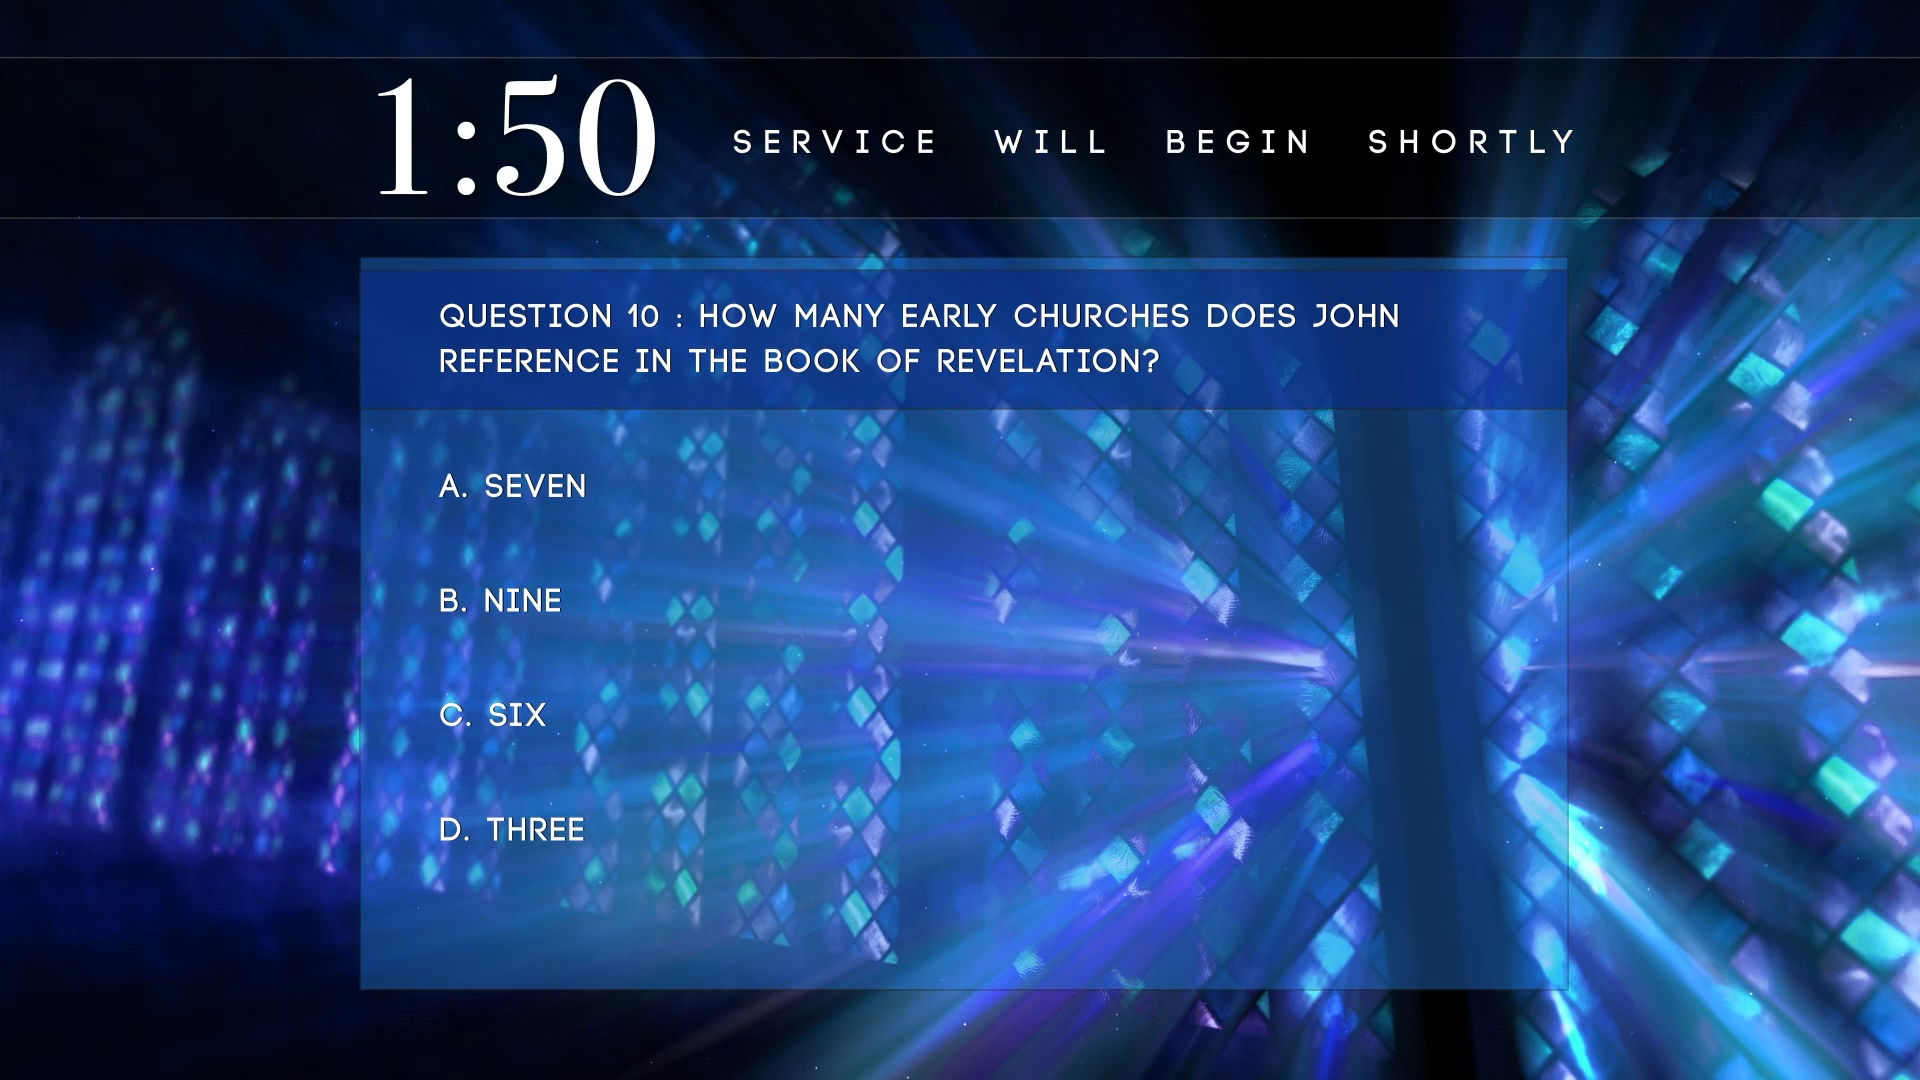 1:50 SERVICE WILL BEGIN SHORTLY
QUESTION 10 : HOW MANY EARLY CHURCHES DOES JOHN
REFERENCE IN THE BOOK OF REVELATION?
A. SEVEN
B. NINE
C. SIX
D. THREE